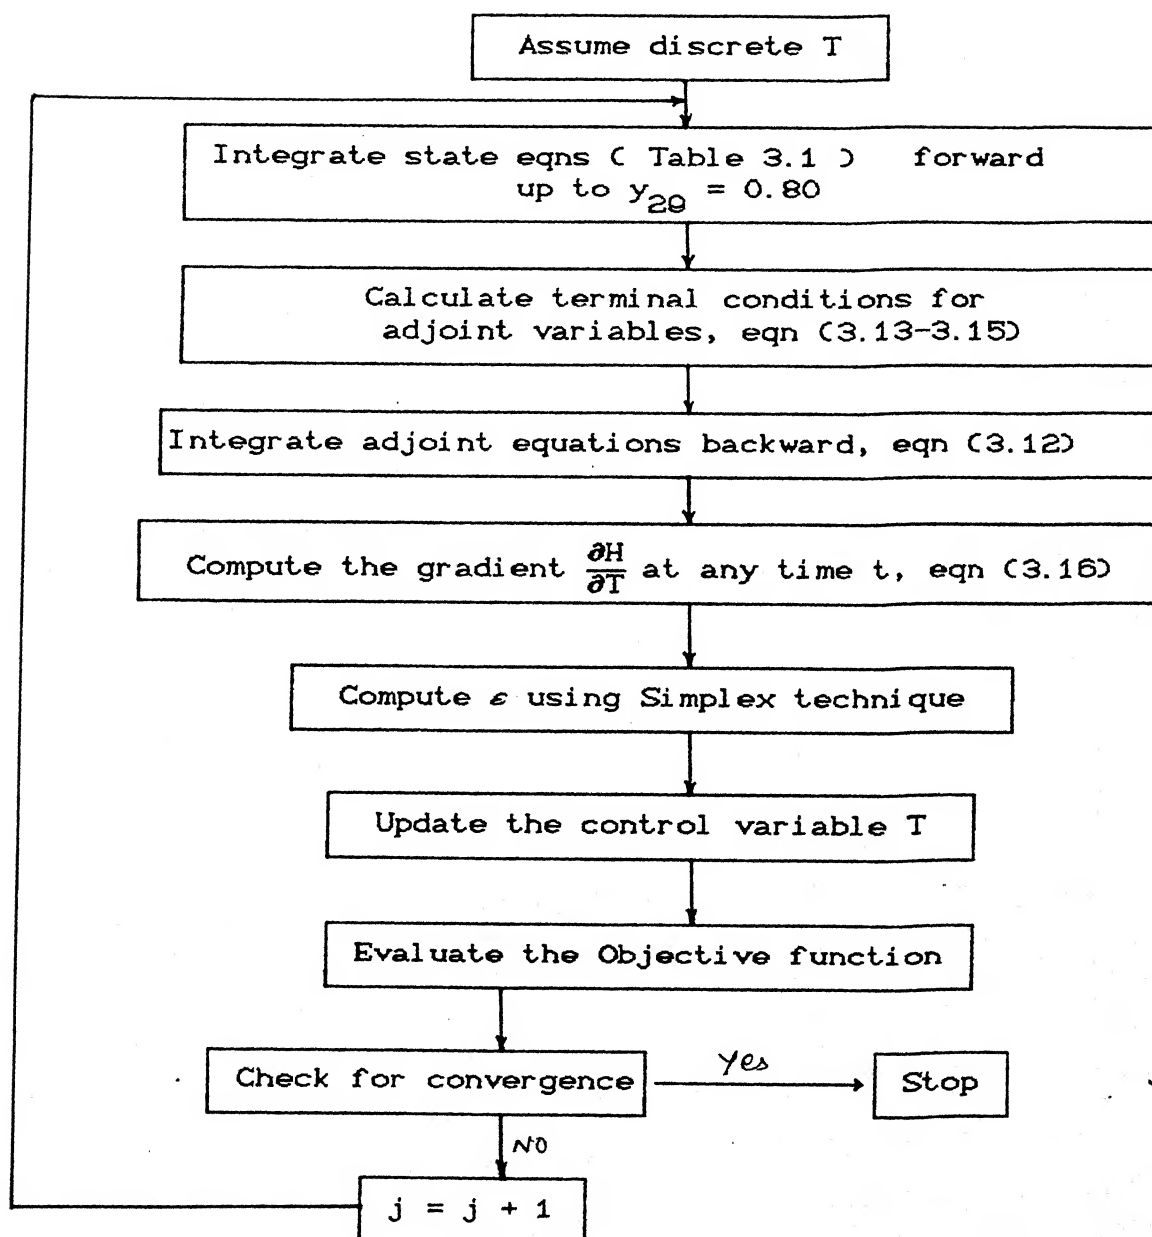 Assume discrete T
Integrate state eqns ( Table 3.1 ) forward
up to y₂₉ = 0.80
Calculate terminal conditions for
adjoint variables, eqn (3.13-3.15)
Integrate adjoint equations backward, eqn (3.12)
Compute the gradient ∂H/∂T at any time t, eqn (3.16)
Compute ε using Simplex technique
Update the control variable T
Evaluate the Objective function
Check for convergence
Yes
Stop
NO
j = j + 1